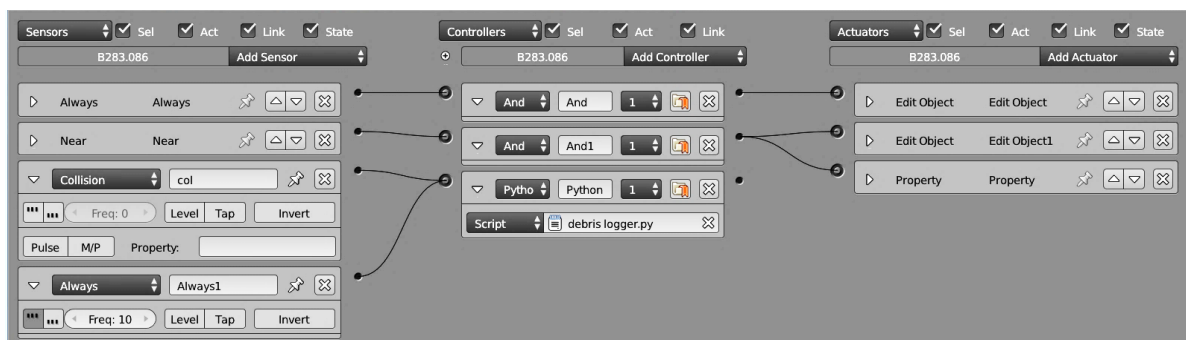 Sensors Sel Act Link State Controllers Sel Act Link Actuators Sel Act Link State
B283.086 Add Sensor B283.086 Add Controller B283.086 Add Actuator
Always Always And And 1 Edit Object Edit Object
Near Near And And1 1 Edit Object Edit Object1
Collision col Pytho Python 1 Property Property
Freq: 0 Level Tap Invert Script debris logger.py
Pulse M/P Property:
Always Always1
Freq: 10 Level Tap Invert